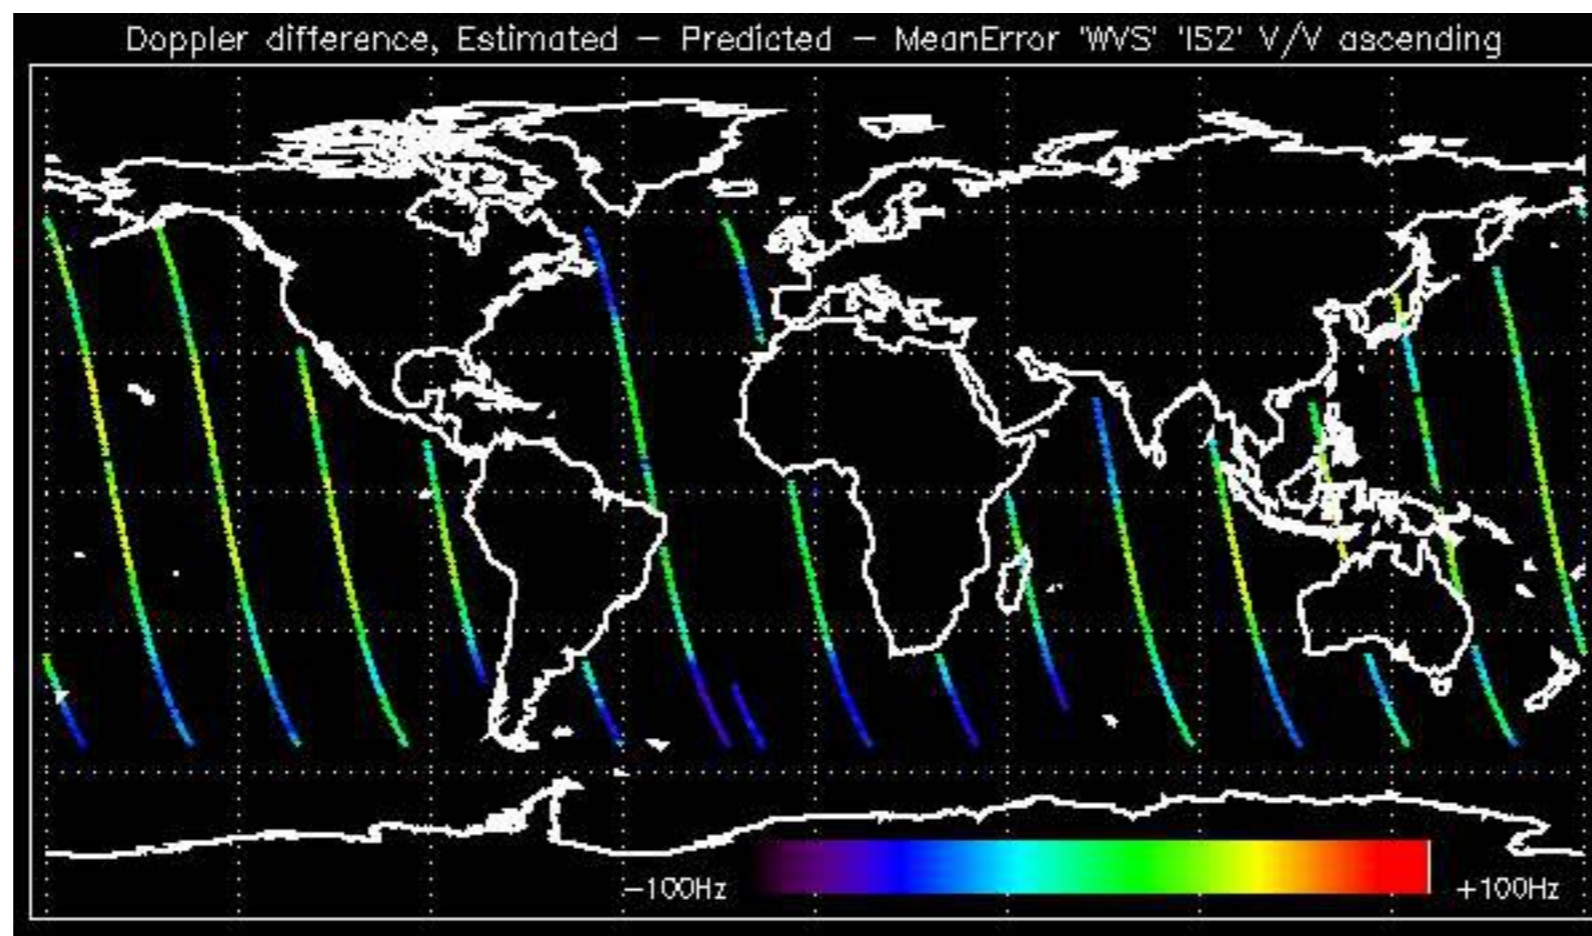 Doppler difference, Estimated – Predicted – MeanError 'WVS' 'IS2' V/V ascending
−100Hz
+100Hz